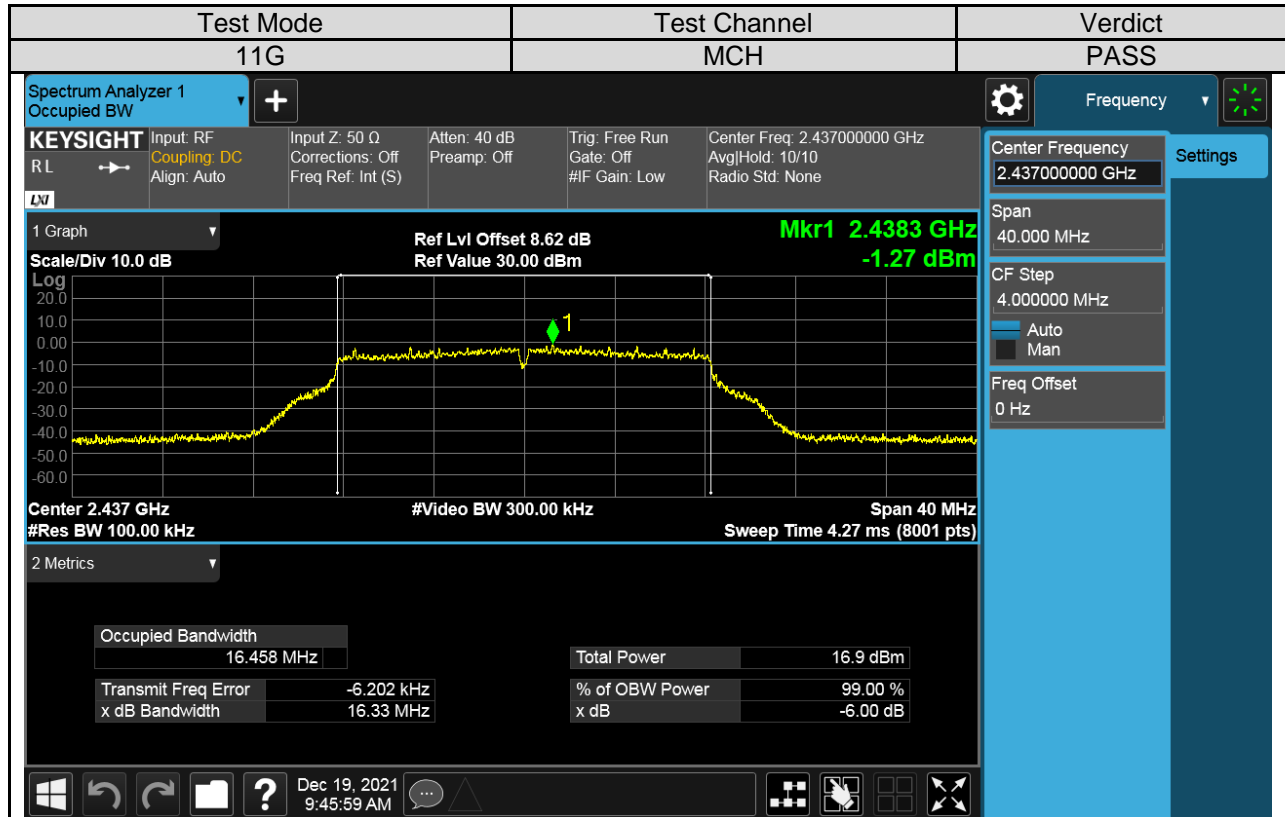 Test Mode Test Channel Verdict
11G MCH PASS
Spectrum Analyzer 1
Occupied BW
+
Frequency
KEYSIGHT Input: RF Input Z: 50 Ω Atten: 40 dB Trig: Free Run Center Freq: 2.437000000 GHz
RL Coupling: DC Corrections: Off Preamp: Off Gate: Off Avg|Hold: 10/10
Align: Auto Freq Ref: Int (S) #IF Gain: Low Radio Std: None
LXI
Center Frequency
2.437000000 GHz
Settings
Span
40.000 MHz
CF Step
4.000000 MHz
Auto
Man
Freq Offset
0 Hz
1 Graph
Ref Lvl Offset 8.62 dB
Mkr1 2.4383 GHz
Scale/Div 10.0 dB
Ref Value 30.00 dBm
-1.27 dBm
Log
20.0
10.0
0.00
-10.0
-20.0
-30.0
-40.0
-50.0
-60.0
1
Center 2.437 GHz #Video BW 300.00 kHz Span 40 MHz
#Res BW 100.00 kHz Sweep Time 4.27 ms (8001 pts)
2 Metrics
Occupied Bandwidth
16.458 MHz
Total Power 16.9 dBm
Transmit Freq Error -6.202 kHz % of OBW Power 99.00 %
x dB Bandwidth 16.33 MHz x dB -6.00 dB
?
Dec 19, 2021
9:45:59 AM